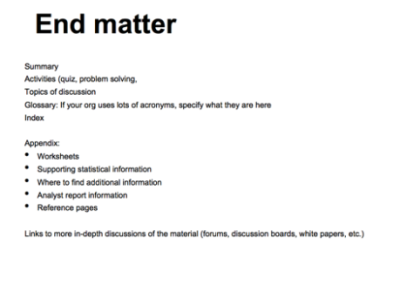 End matter
Summary
Activities (quiz, problem solving,
Topics of discussion
Glossary: If your org uses lots of acronyms, specify what they are here
Index
Appendix:
• Worksheets
• Supporting statistical information
• Where to find additional information
• Analyst report information
• Reference pages
Links to more in-depth discussions of the material (forums, discussion boards, white papers, etc.)